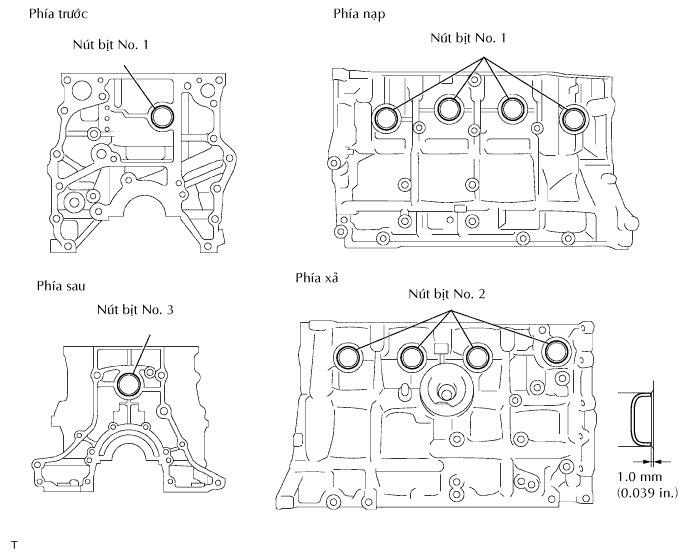 Phía trước
Nút bịt No. 1
Phía nạp
Nút bịt No. 1
Phía sau
Nút bịt No. 3
Phía xả
Nút bịt No. 2
1.0 mm
(0.039 in.)
T